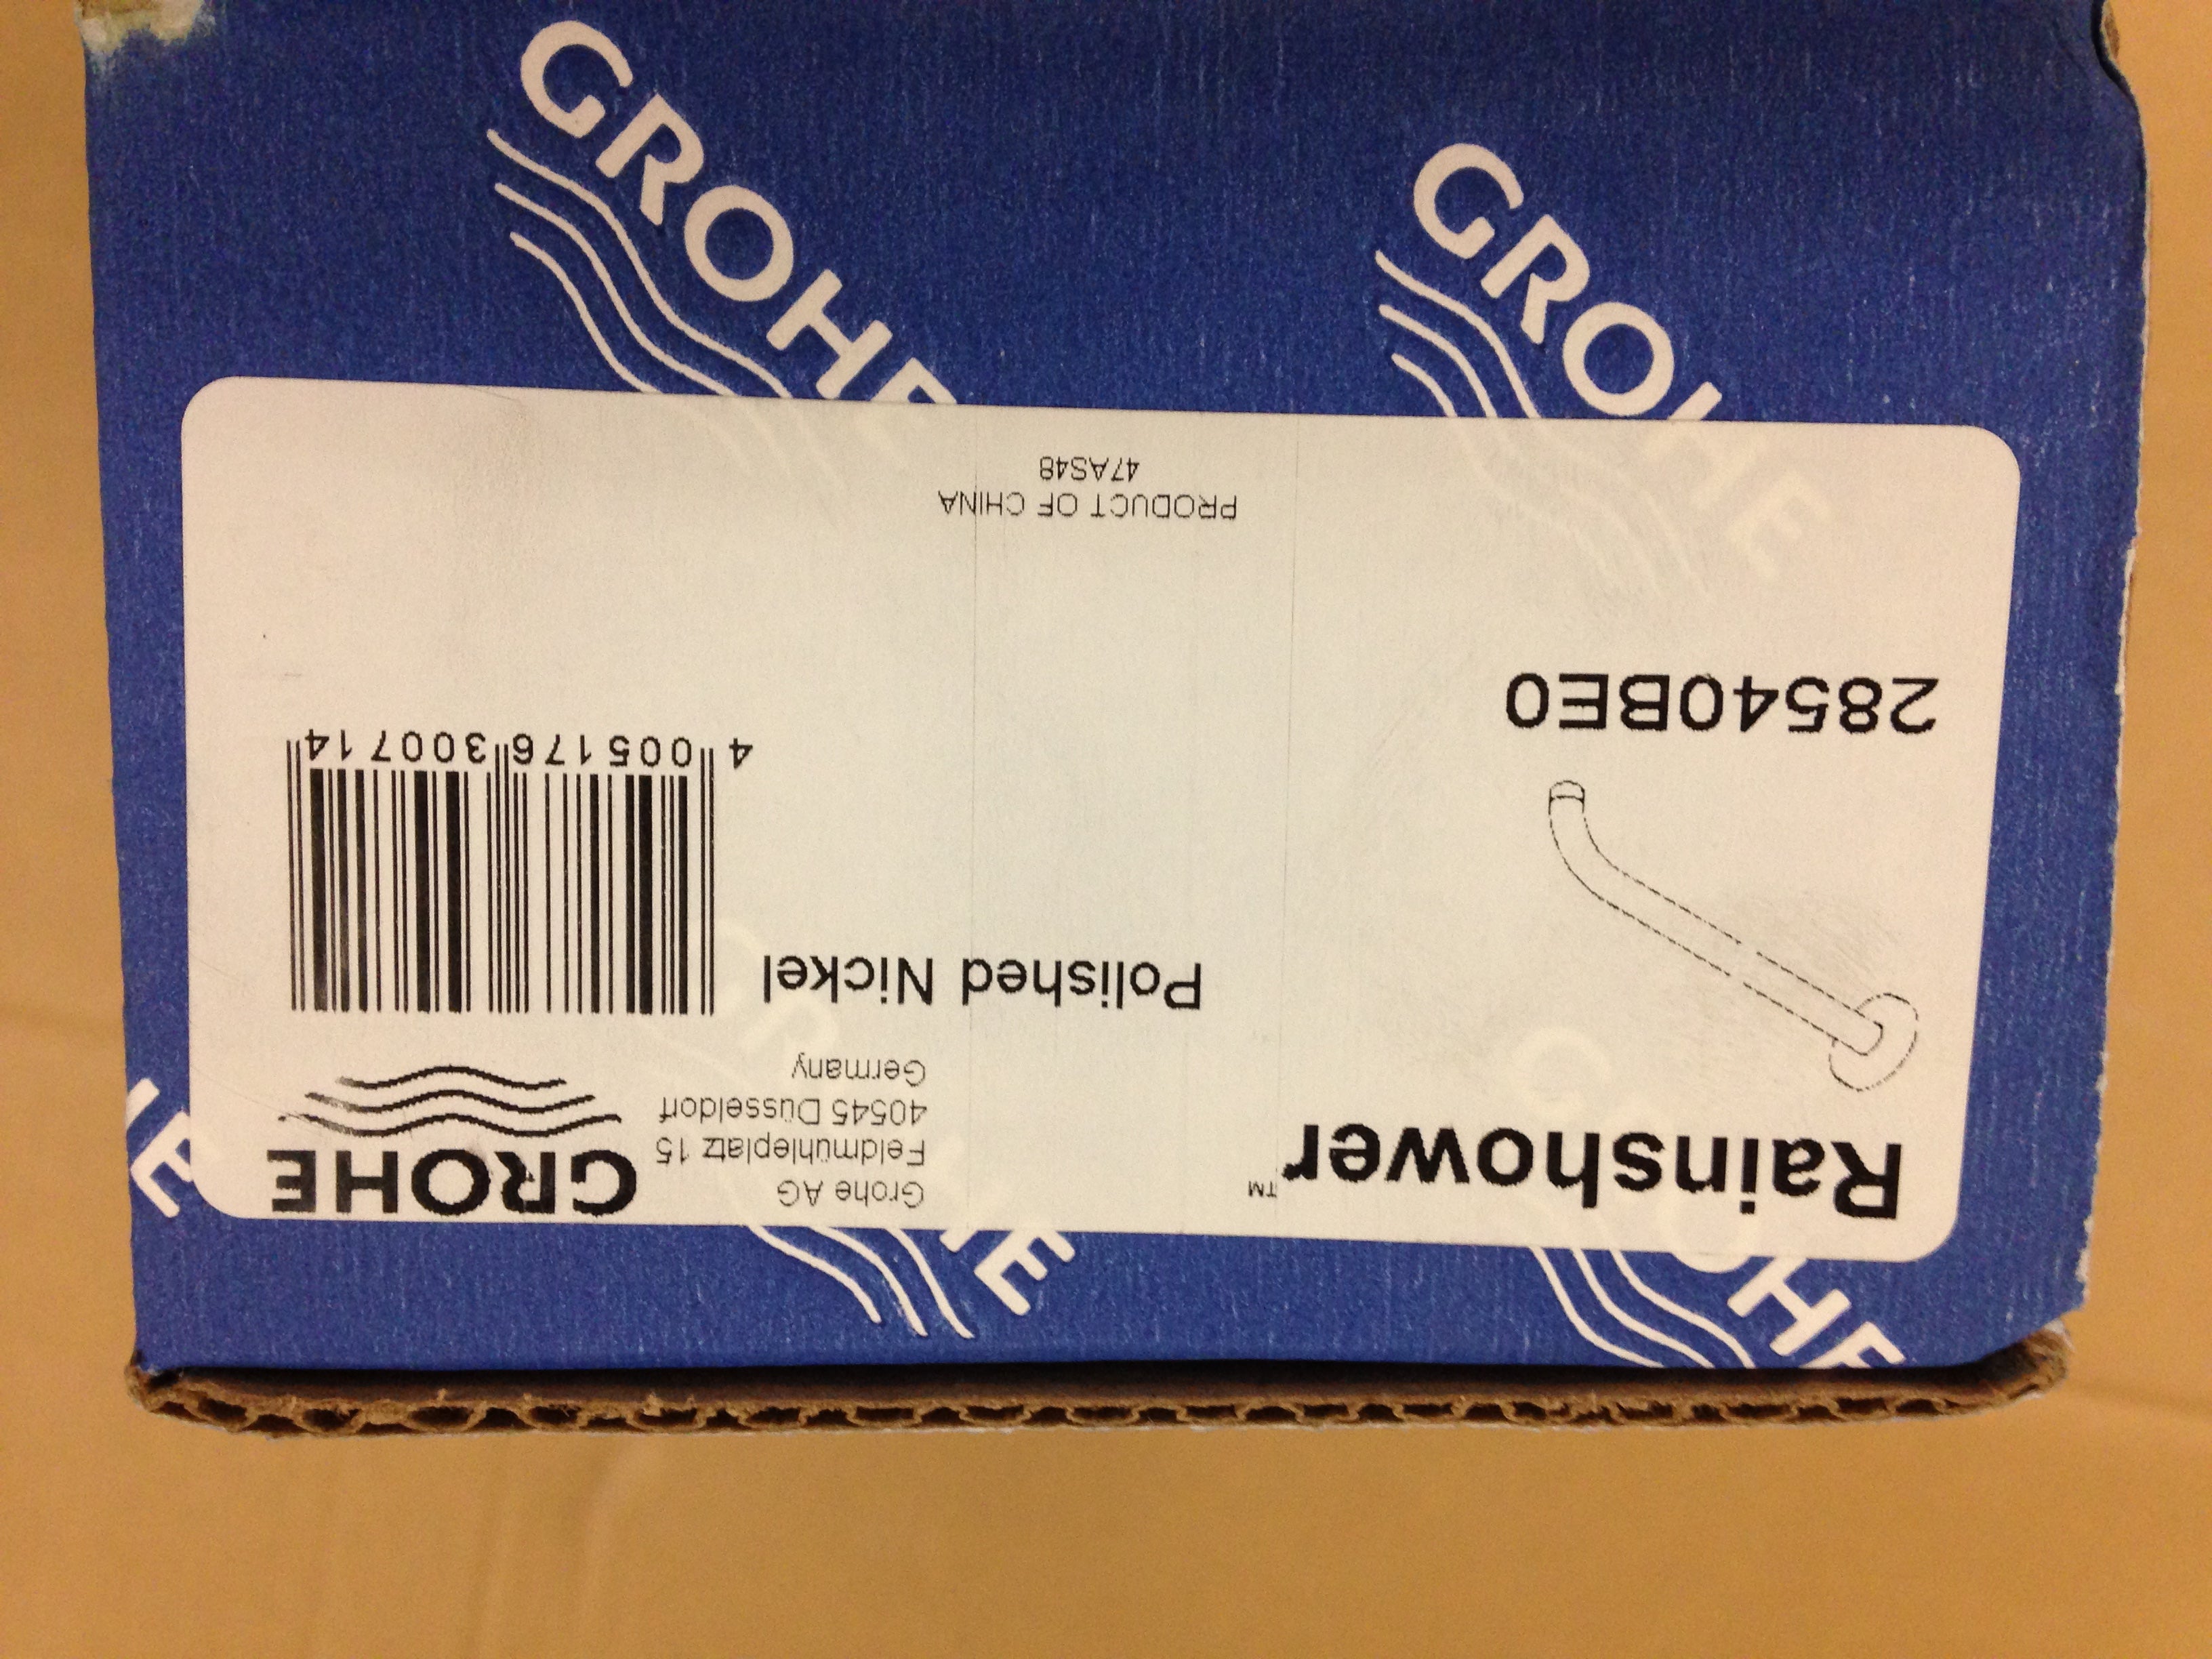 Rainshower™
Grohe AG
Feldmühleplatz 15
40545 Düsseldorf
Germany
GROHE
Polished Nickel
28540BE0
4 005176 300714
PRODUCT OF CHINA
47AS48
GROHE
GROHE